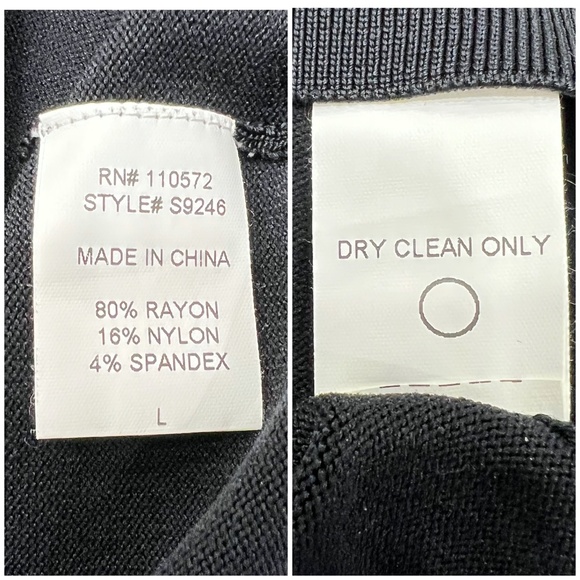 RN# 110572
STYLE# S9246
MADE IN CHINA
80% RAYON
16% NYLON
4% SPANDEX
L
DRY CLEAN ONLY